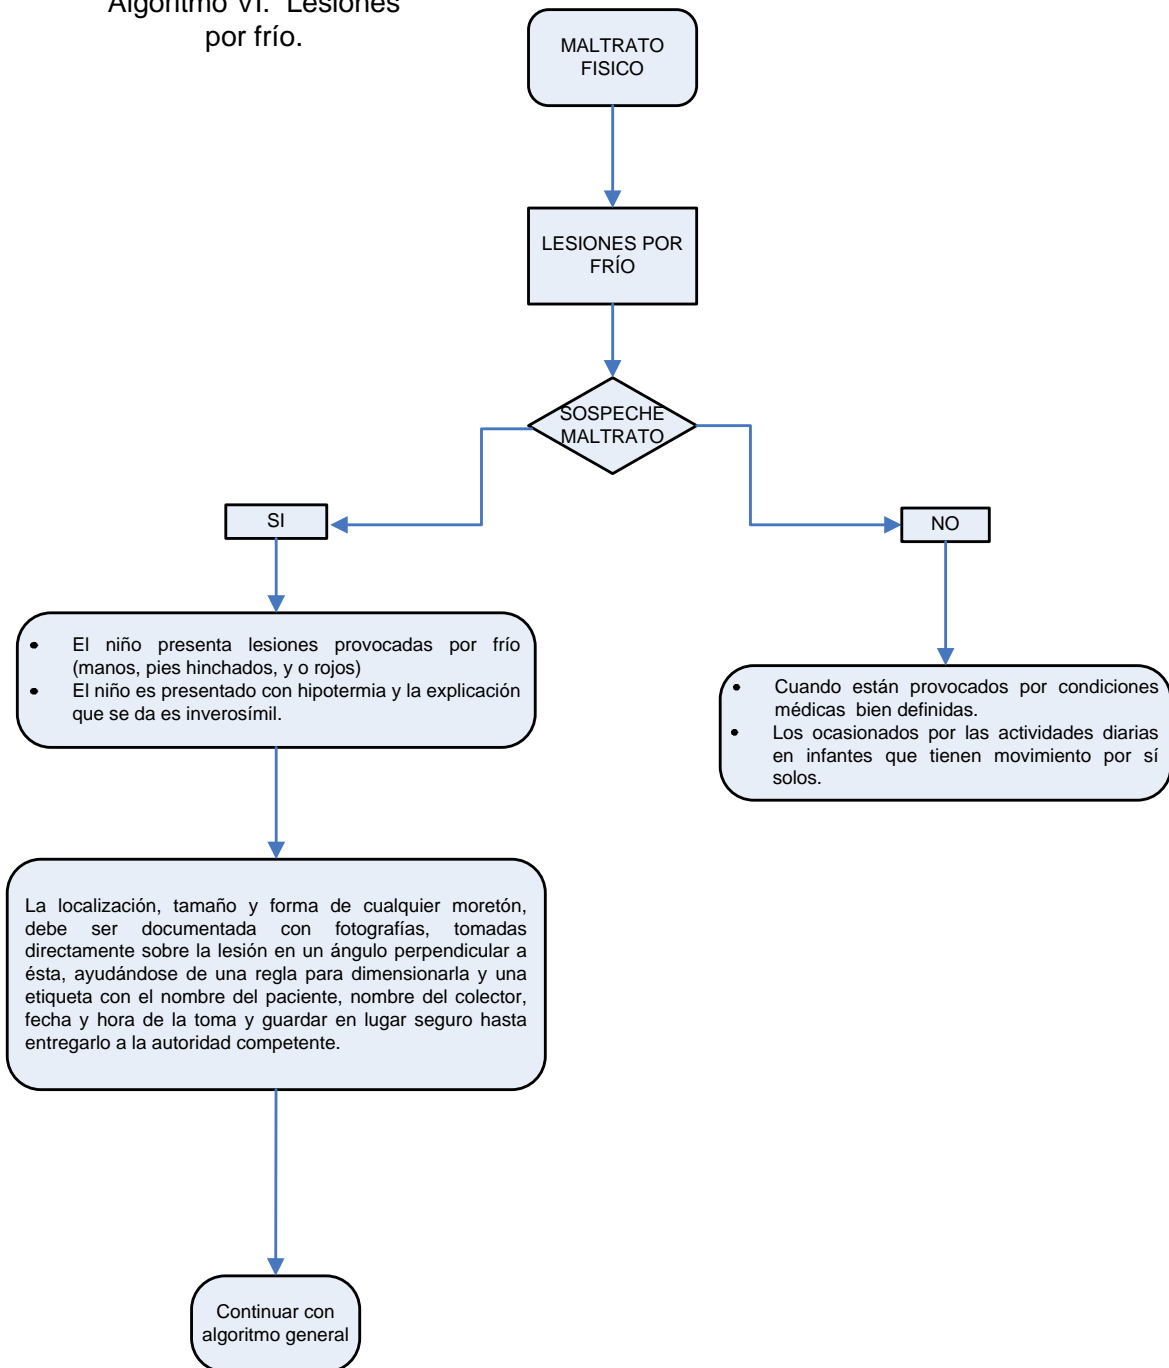 Algoritmo VI. Lesiones
por frío.
MALTRATO
FISICO
LESIONES POR
FRÍO
SOSPECHE
MALTRATO
SI
NO
• El niño presenta lesiones provocadas por frío
(manos, pies hinchados, y o rojos)
• El niño es presentado con hipotermia y la explicación
que se da es inverosímil.
• Cuando están provocados por condiciones
médicas bien definidas.
• Los ocasionados por las actividades diarias
en infantes que tienen movimiento por sí
solos.
La localización, tamaño y forma de cualquier moretón,
debe ser documentada con fotografías, tomadas
directamente sobre la lesión en un ángulo perpendicular a
ésta, ayudándose de una regla para dimensionarla y una
etiqueta con el nombre del paciente, nombre del colector,
fecha y hora de la toma y guardar en lugar seguro hasta
entregarlo a la autoridad competente.
Continuar con
algoritmo general